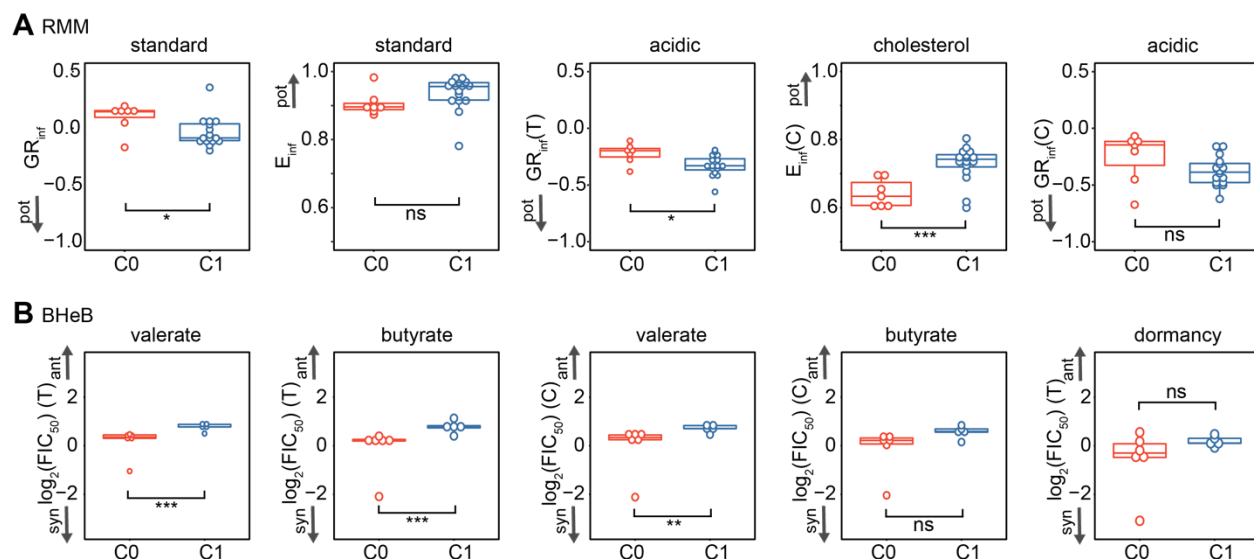 A RMM
standard
0.5
0.0
−0.5
−1.0
GRinf
pot
*
C0 C1
standard
1.0
0.8
0.6
Einf
pot
ns
C0 C1
acidic
0.5
0.0
−0.5
−1.0
GRinf(T)
pot
*
C0 C1
cholesterol
1.0
0.8
0.6
Einf(C)
pot
***
C0 C1
acidic
0.5
−0.0
−0.5
−1.0
GRinf(C)
pot
ns
C0 C1
B BHeB
valerate
2
0
−2
log2(FIC50) (T)
ant
syn
***
C0 C1
butyrate
2
0
−2
log2(FIC50) (T)
ant
syn
***
C0 C1
valerate
2
0
−2
log2(FIC50) (C)
ant
syn
**
C0 C1
butyrate
2
0
−2
log2(FIC50) (C)
ant
syn
ns
C0 C1
dormancy
2
0
−2
log2(FIC50) (T)
ant
syn
ns
C0 C1